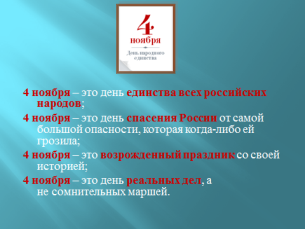 4
ноября
День народного
единства
4 ноября – это день единства всех российских
народов;
4 ноября – это день спасения России от самой
большой опасности, которая когда-либо ей
грозила;
4 ноября – это возрожденный праздник со своей
историей;
4 ноября – это день реальных дел, а
не сомнительных маршей.